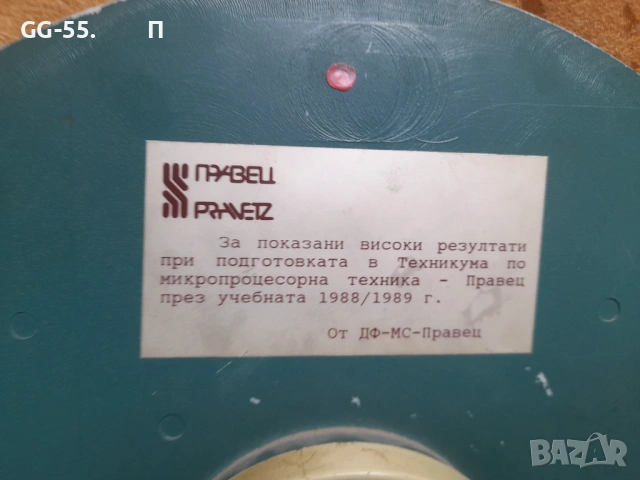 GG-55. П
ПРАВЕЦ
PRAVETZ
За показани високи резултати
при подготовката в Техникума по
микропроцесорна техника - Правец
през учебната 1988/1989 г.
От ДФ-МС-Правец
BAZAR